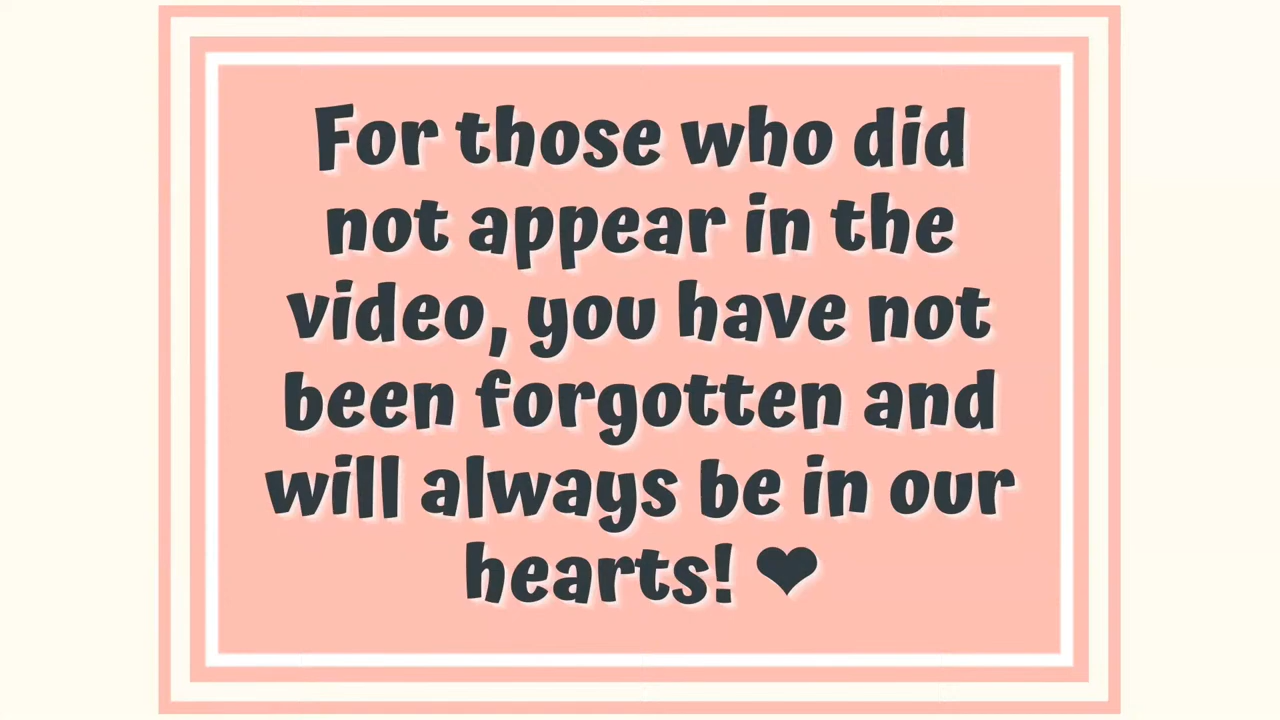 For those who did
not appear in the
video, you have not
been forgotten and
will always be in our
hearts! ❤